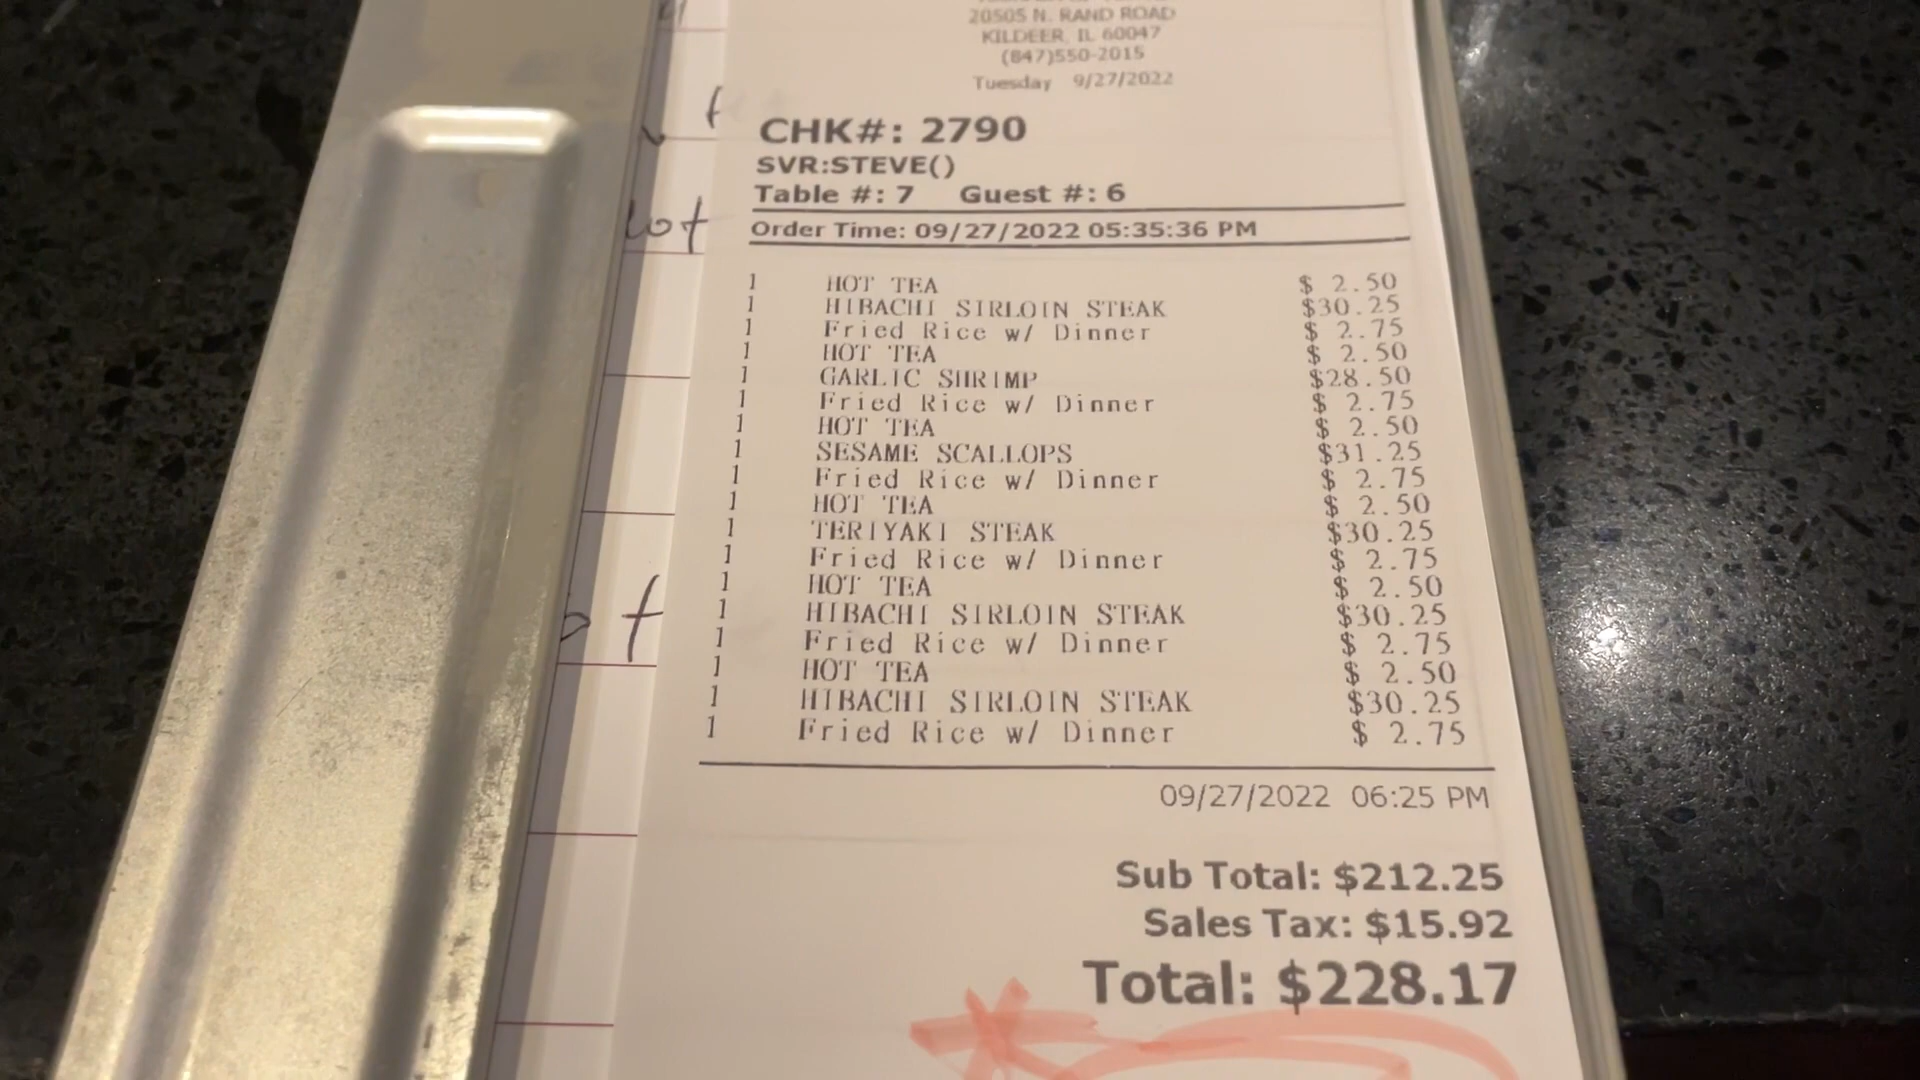 20505 N. RAND ROAD
KILDEER, IL 60047
(847)550-2015
Tuesday 9/27/2022
CHK#: 2790
SVR:STEVE()
Table #: 7 Guest #: 6
Order Time: 09/27/2022 05:35:36 PM
1 HOT TEA $ 2.50
1 HIBACHI SIRLOIN STEAK $30.25
1 Fried Rice w/ Dinner $ 2.75
1 HOT TEA $ 2.50
1 GARLIC SHRIMP $28.50
1 Fried Rice w/ Dinner $ 2.75
1 HOT TEA $ 2.50
1 SESAME SCALLOPS $31.25
1 Fried Rice w/ Dinner $ 2.75
1 HOT TEA $ 2.50
1 TERIYAKI STEAK $30.25
1 Fried Rice w/ Dinner $ 2.75
1 HOT TEA $ 2.50
1 HIBACHI SIRLOIN STEAK $30.25
1 Fried Rice w/ Dinner $ 2.75
1 HOT TEA $ 2.50
1 HIBACHI SIRLOIN STEAK $30.25
1 Fried Rice w/ Dinner $ 2.75
09/27/2022 06:25 PM
Sub Total: $212.25
Sales Tax: $15.92
Total: $228.17